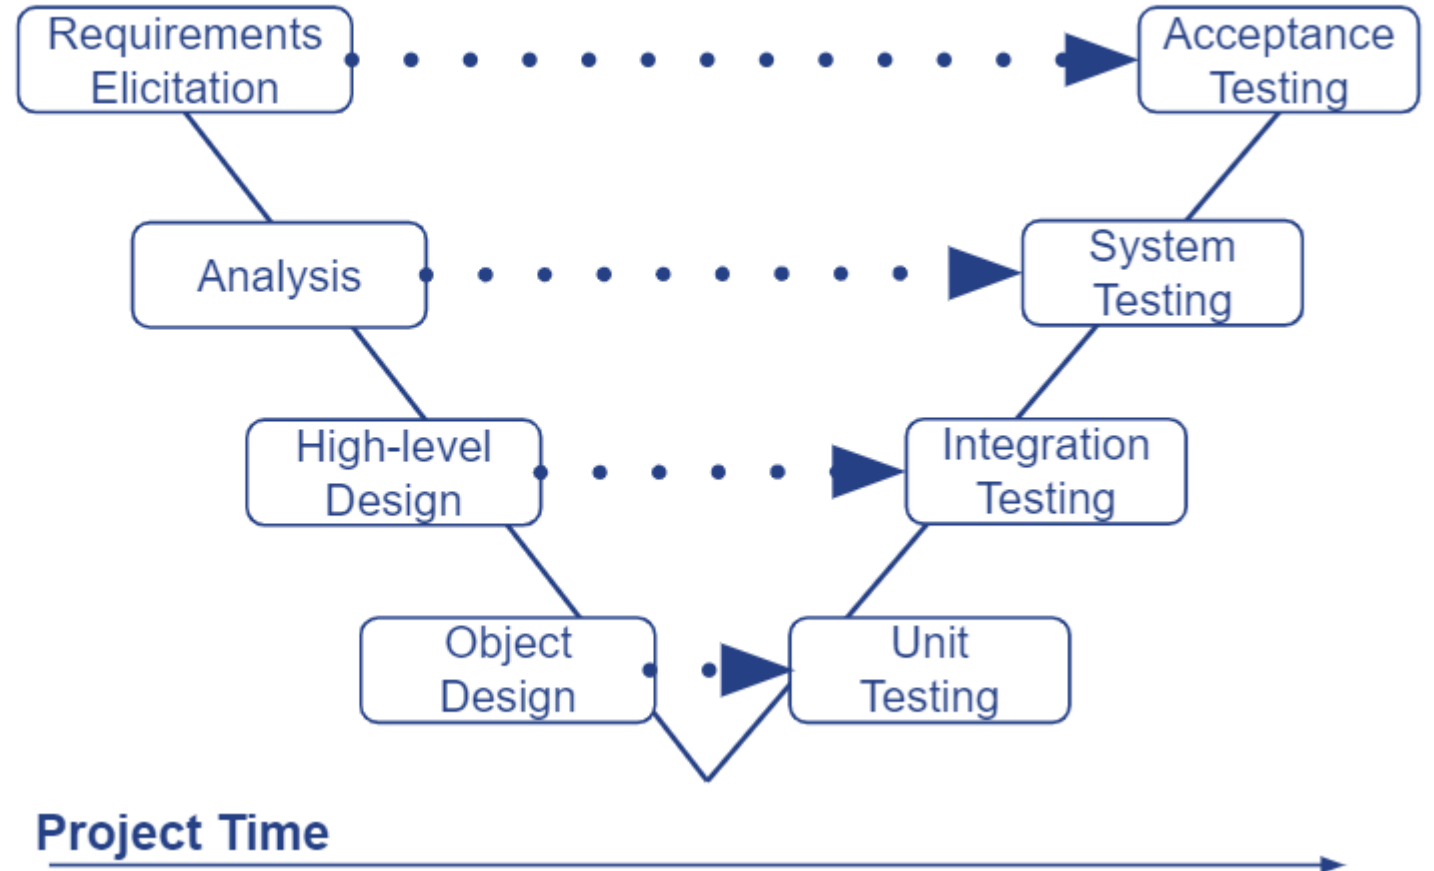 Requirements
Elicitation
Acceptance
Testing
Analysis
System
Testing
High-level
Design
Integration
Testing
Object
Design
Unit
Testing
Project Time